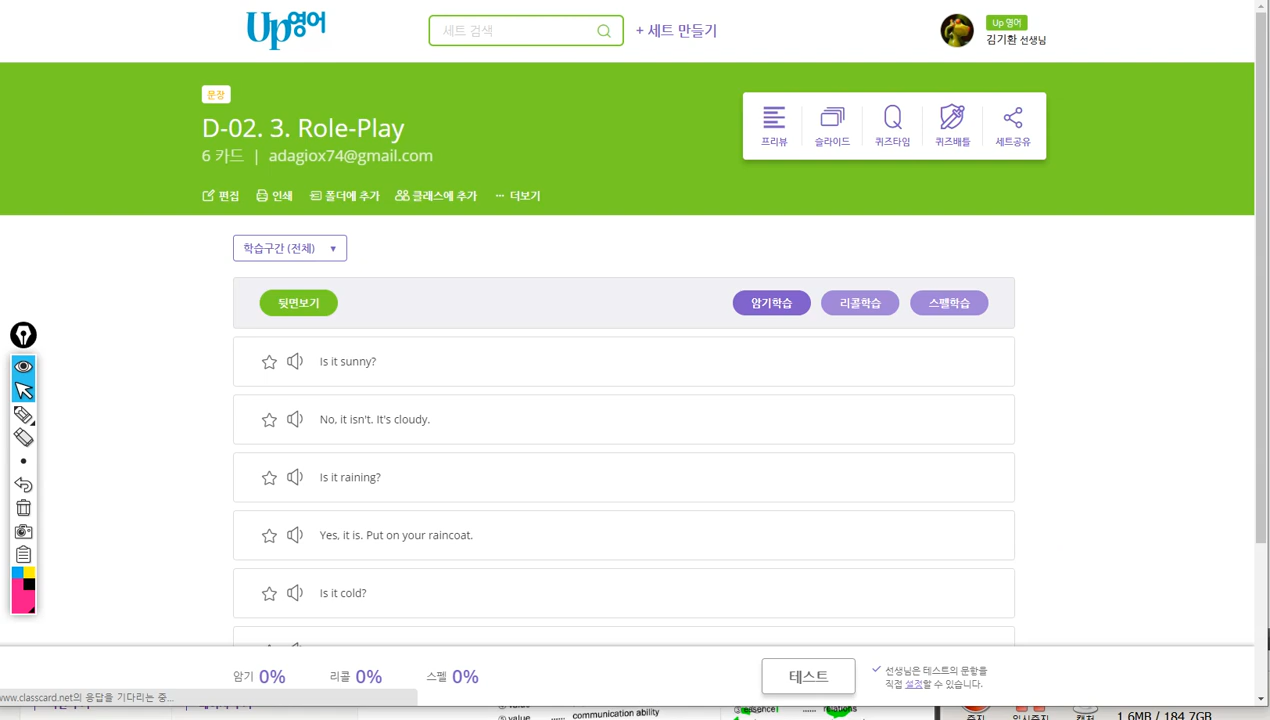 Up영어
세트 검색
+ 세트 만들기
Up 영어
김기환 선생님
문장
D-02. 3. Role-Play
6 카드 | adagiox74@gmail.com
프리뷰
슬라이드
퀴즈타임
퀴즈배틀
세트공유
편집
인쇄
폴더에 추가
클래스에 추가
··· 더보기
학습구간 (전체) ▼
뒷면보기
암기학습
리콜학습
스펠학습
Is it sunny?
No, it isn't. It's cloudy.
Is it raining?
Yes, it is. Put on your raincoat.
Is it cold?
암기 0%
리콜 0%
스펠 0%
테스트
선생님은 테스트의 문항을
직접 설정할 수 있습니다.
www.classcard.net의 응답을 기다리는 중...
⑤ value ...... communication ability
① essence ...... relations
1.6MB / 184.7GB